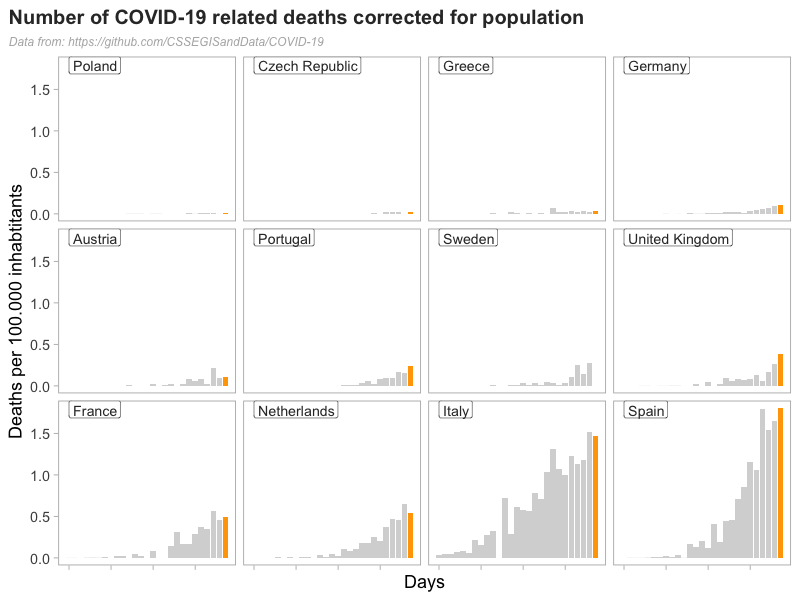 Number of COVID-19 related deaths corrected for population
Data from: https://github.com/CSSEGISandData/COVID-19
Poland
Czech Republic
Greece
Germany
1.5
1.0
0.5
0.0
Austria
Portugal
Sweden
United Kingdom
1.5
1.0
0.5
0.0
France
Netherlands
Italy
Spain
1.5
1.0
0.5
0.0
Deaths per 100.000 inhabtitants
Days